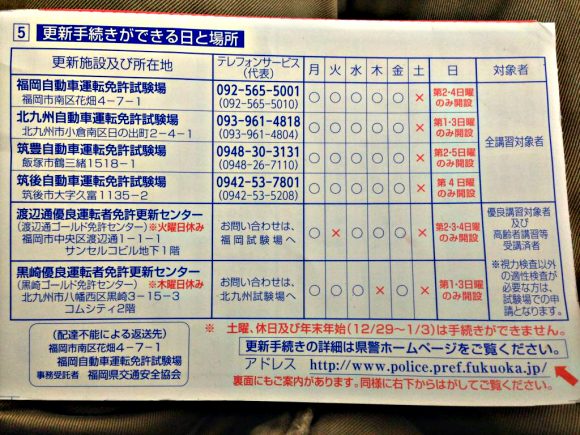 5 更新手続きができる日と場所
更新施設及び所在地 テレフォンサービス(代表) 月 火 水 木 金 土 日 対象者
福岡自動車運転免許試験場 092-565-5001 ○ ○ ○ ○ ○ × 第2・4日曜
福岡市南区花畑4-7-1 (092-565-5010) のみ開設
北九州自動車運転免許試験場 093-961-4818 ○ ○ ○ ○ ○ × 第1・3日曜
北九州市小倉南区日の出町2-4-1 (093-961-4804) のみ開設
全講習対象者
筑豊自動車運転免許試験場 0948-30-3131 ○ ○ ○ ○ ○ × 第2・5日曜
飯塚市鶴三緒1518-1 (0948-26-7110) のみ開設
筑後自動車運転免許試験場 0942-53-7801 ○ ○ ○ ○ ○ × 第4日曜
筑後市大字久富1135-2 (0942-53-5208) のみ開設
渡辺通優良運転者免許更新センター
(渡辺通ゴールド免許センター)※火曜日休み
福岡市中央区渡辺通1-1-1
サンセルコビル地下1階
お問い合わせは、
福岡試験場へ
○ × ○ ○ ○ × 第2・3・4日曜
のみ開設
優良講習対象者
及び
高齢者講習等
受講済者
黒崎優良運転者免許更新センター
(黒崎ゴールド免許センター)※木曜日休み
北九州市八幡西区黒崎3-15-3
コムシティ2階
お問い合わせは、
北九州試験場へ
○ ○ ○ × ○ × 第1・3日曜
のみ開設
※視力検査以外
の適性検査が
必要な方は、
試験場での申
請となります。
※ 土曜、休日及び年末年始(12/29~1/3)は手続きができません。
(配達不能による返送先)
福岡市南区花畑4-7-1
福岡自動車運転免許試験場
事務受託者 福岡県交通安全協会
更新手続きの詳細は県警ホームページをご覧ください。
アドレス http://www.police.pref.fukuoka.jp/
裏面にもご案内があります。同様に右下からはがしてご覧ください。